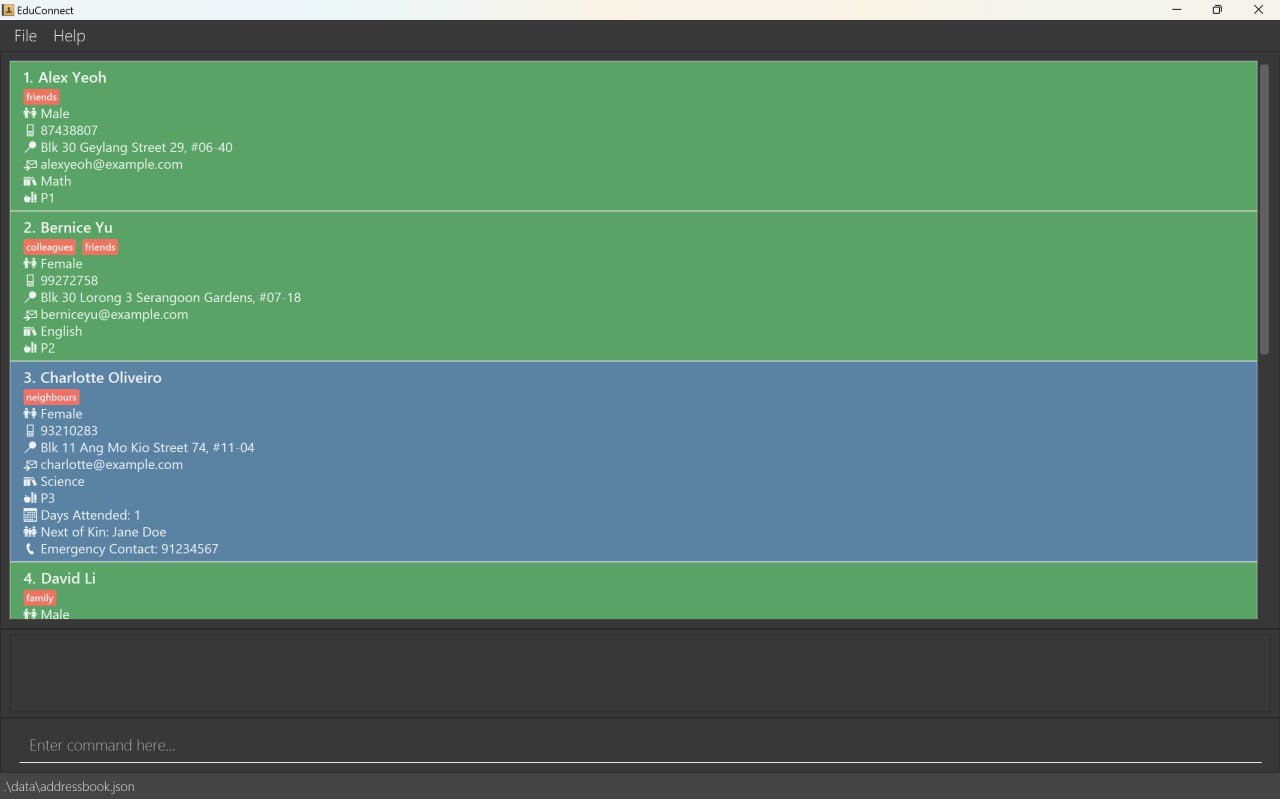 EduConnect
File Help
1. Alex Yeoh
friends
Male
87438807
Blk 30 Geylang Street 29, #06-40
alexyeoh@example.com
Math
P1
2. Bernice Yu
colleagues friends
Female
99272758
Blk 30 Lorong 3 Serangoon Gardens, #07-18
berniceyu@example.com
English
P2
3. Charlotte Oliveiro
neighbours
Female
93210283
Blk 11 Ang Mo Kio Street 74, #11-04
charlotte@example.com
Science
P3
Days Attended: 1
Next of Kin: Jane Doe
Emergency Contact: 91234567
4. David Li
family
Male
Enter command here...
.\data\addressbook.json